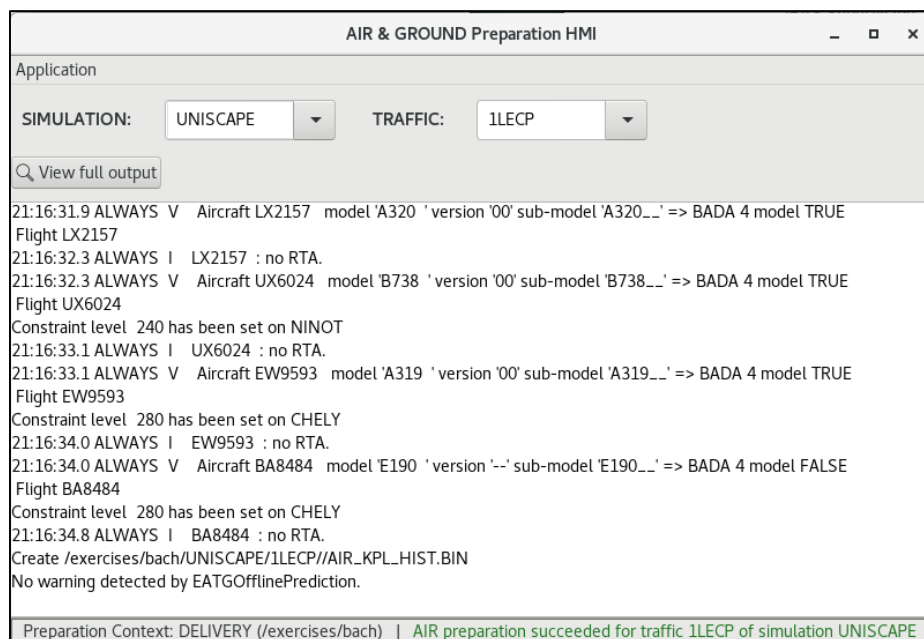 AIR & GROUND Preparation HMI
Application
SIMULATION: UNISCAPE TRAFFIC: 1LECP
View full output
21:16:31.9 ALWAYS V Aircraft LX2157 model 'A320 ' version '00' sub-model 'A320__' => BADA 4 model TRUE
Flight LX2157
21:16:32.3 ALWAYS I LX2157 : no RTA.
21:16:32.3 ALWAYS V Aircraft UX6024 model 'B738 ' version '00' sub-model 'B738__' => BADA 4 model TRUE
Flight UX6024
Constraint level 240 has been set on NINOT
21:16:33.1 ALWAYS I UX6024 : no RTA.
21:16:33.1 ALWAYS V Aircraft EW9593 model 'A319 ' version '00' sub-model 'A319__' => BADA 4 model TRUE
Flight EW9593
Constraint level 280 has been set on CHELY
21:16:34.0 ALWAYS I EW9593 : no RTA.
21:16:34.0 ALWAYS V Aircraft BA8484 model 'E190 ' version '--' sub-model 'E190__' => BADA 4 model FALSE
Flight BA8484
Constraint level 280 has been set on CHELY
21:16:34.8 ALWAYS I BA8484 : no RTA.
Create /exercises/bach/UNISCAPE/1LECP//AIR_KPL_HIST.BIN
No warning detected by EATGOfflinePrediction.
Preparation Context: DELIVERY (/exercises/bach) | AIR preparation succeeded for traffic 1LECP of simulation UNISCAPE